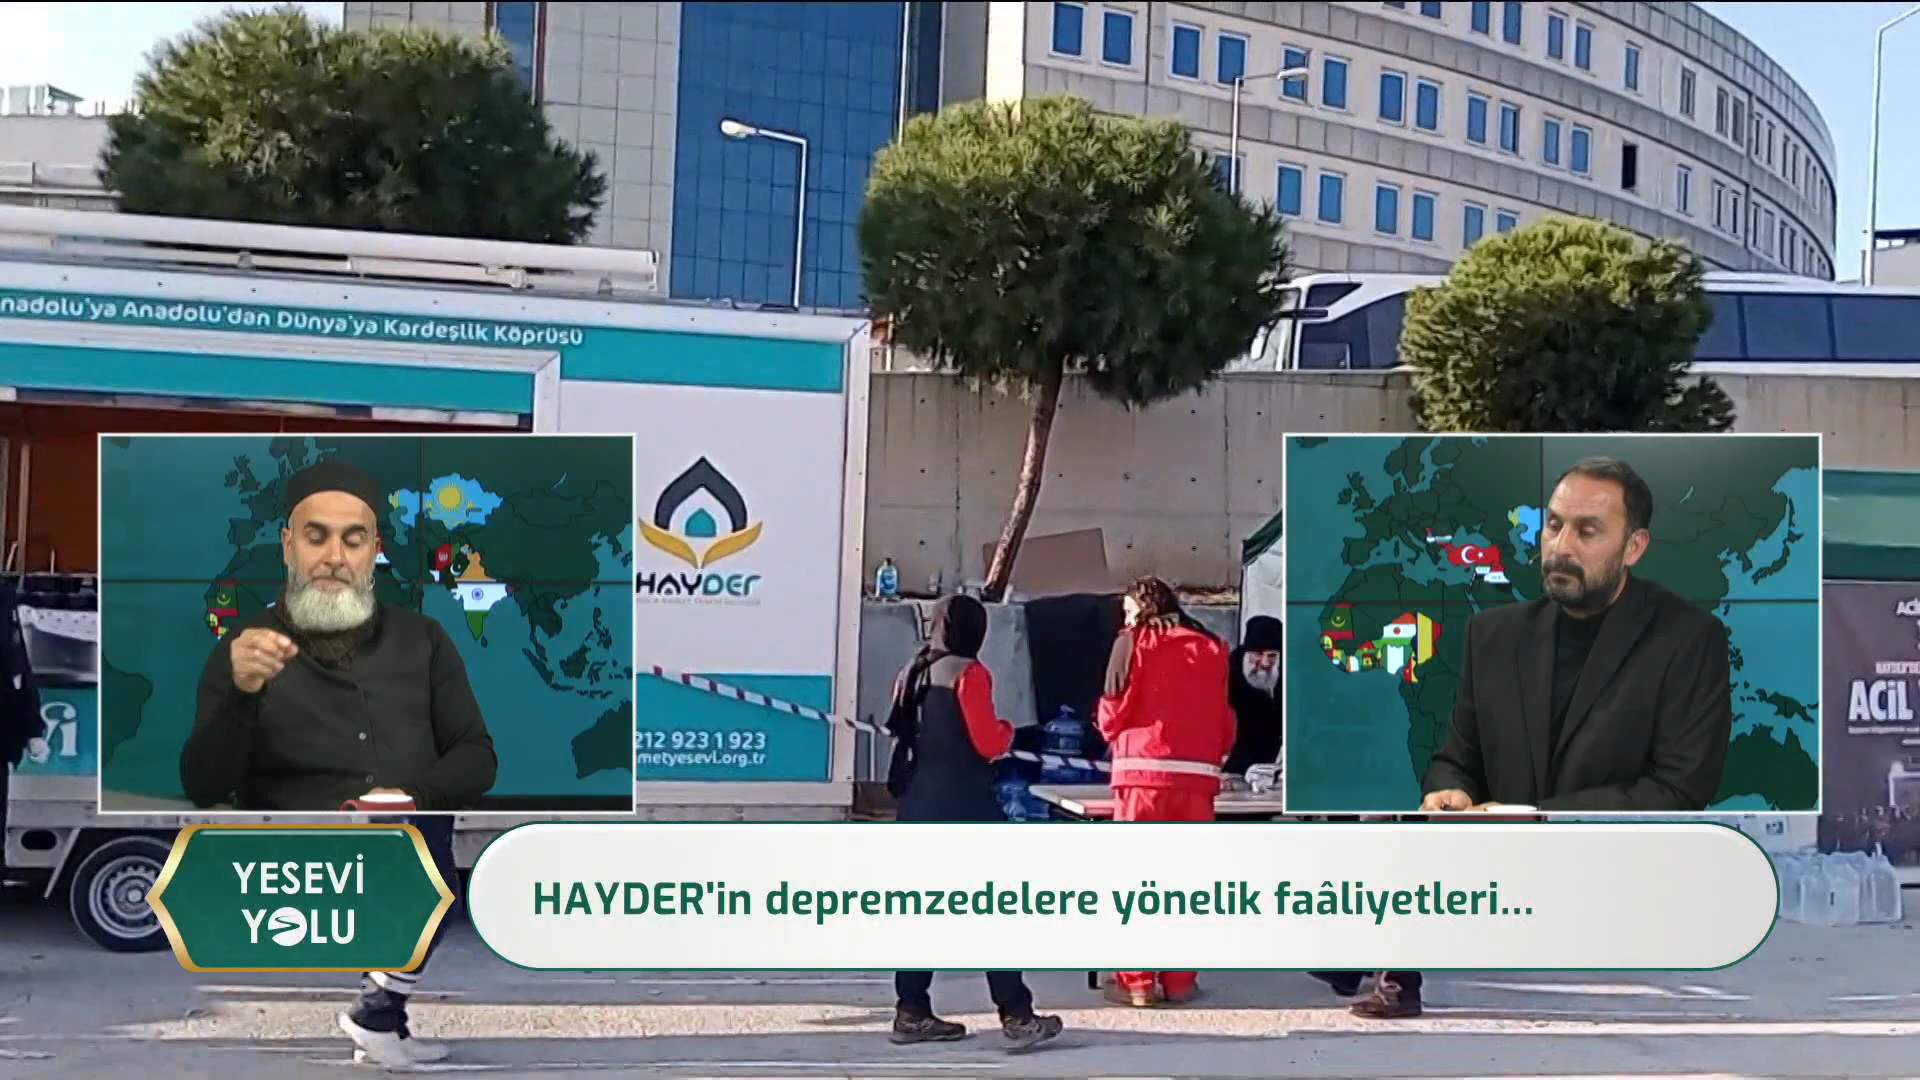 nadolu'ya Anadolu'dan Dünya'ya Kardeşlik Köprüsü
HAYDER
212 923 1 923
metyesevi.org.tr
ACİL
YESEVİ
YOLU
HAYDER'in depremzedelere yönelik faâliyetleri...